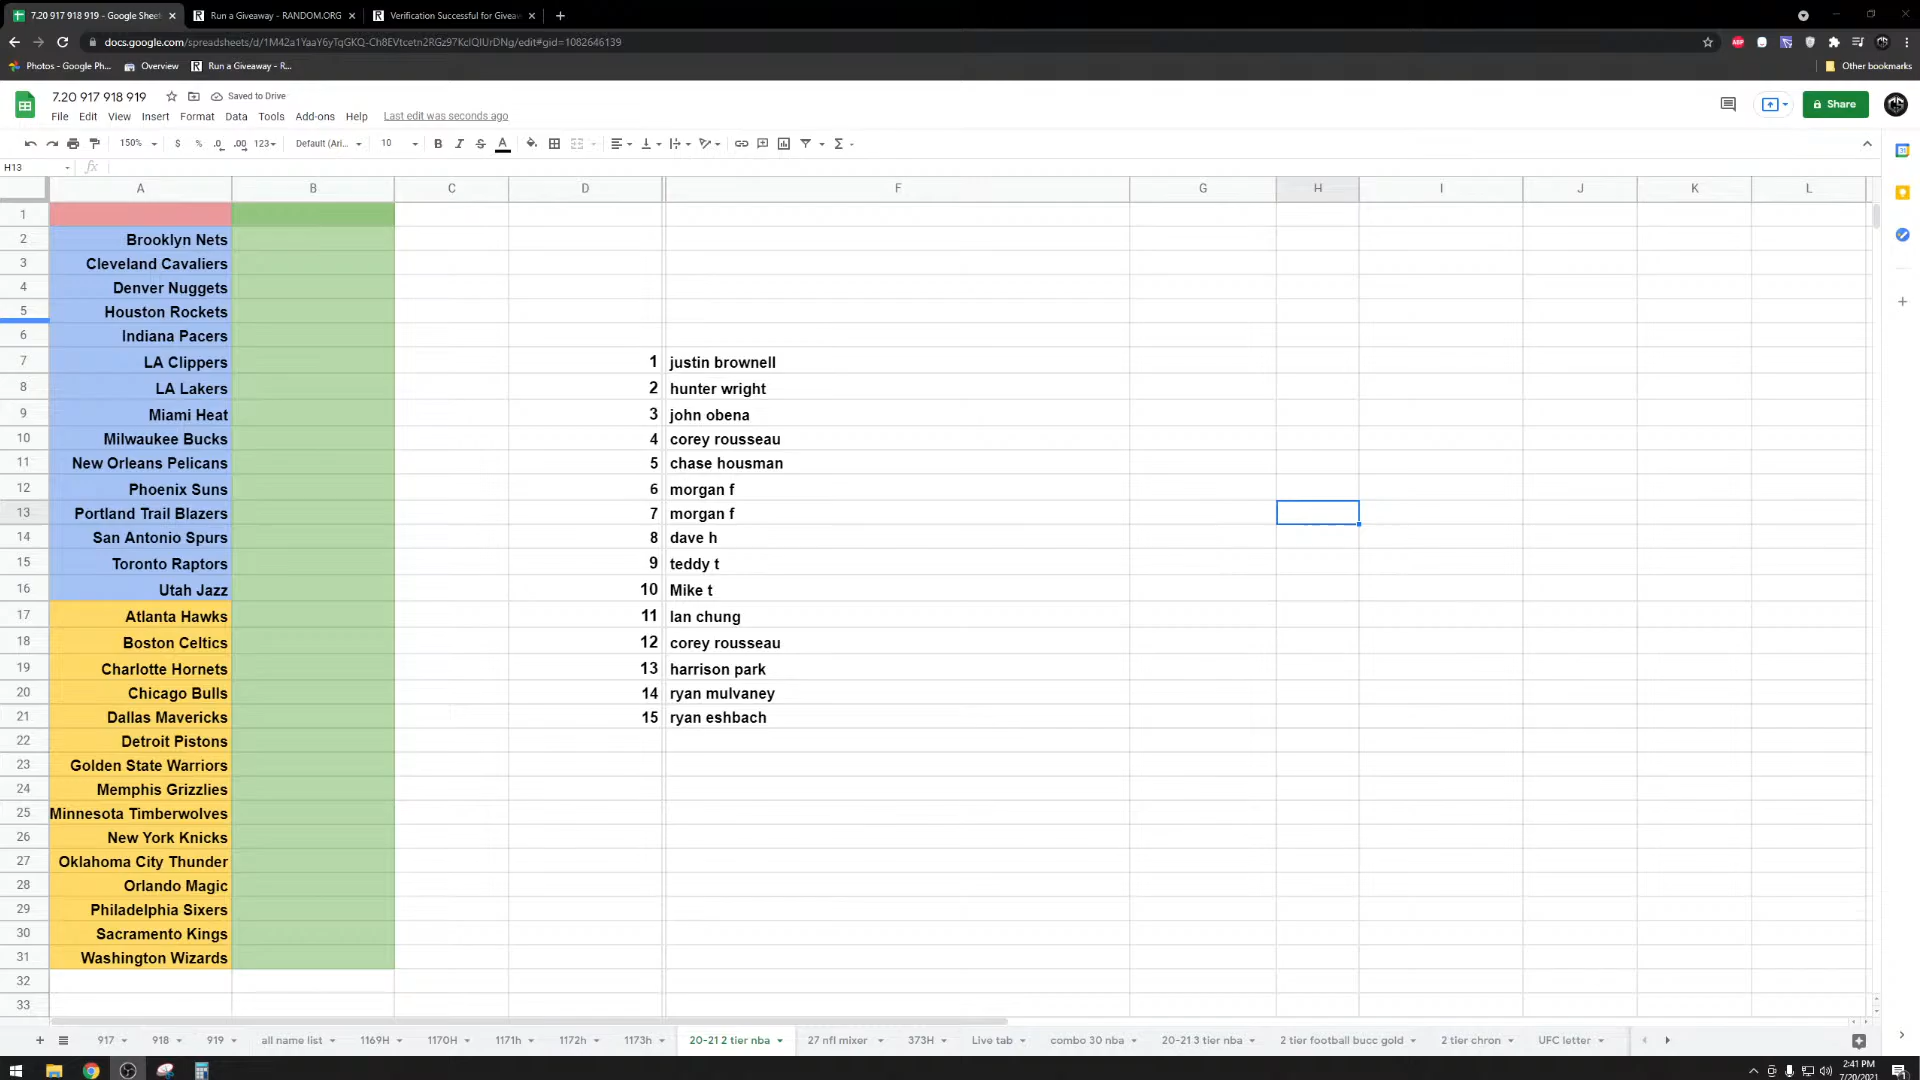 7.20 917 918 919 - Google Sheet
Run a Giveaway - RANDOM.ORG
Verification Successful for Giveaw
docs.google.com/spreadsheets/d/1M42a1YaaY6yTqGKQ-Ch8EVtcetn2RGz97KclQIUrDNg/edit#gid=1082646139
ABP
Photos - Google Ph...
Overview
Run a Giveaway - R...
Other bookmarks
7.20 917 918 919
Saved to Drive
Share
File Edit View Insert Format Data Tools Add-ons Help Last edit was seconds ago
150% $ % .0 .00 123 Default (Ari... 10 B I S A
H13 fx
A B C D F G H I J K L
1
2 Brooklyn Nets
3 Cleveland Cavaliers
4 Denver Nuggets
5 Houston Rockets
6 Indiana Pacers
7 LA Clippers 1 justin brownell
8 LA Lakers 2 hunter wright
9 Miami Heat 3 john obena
10 Milwaukee Bucks 4 corey rousseau
11 New Orleans Pelicans 5 chase housman
12 Phoenix Suns 6 morgan f
13 Portland Trail Blazers 7 morgan f
14 San Antonio Spurs 8 dave h
15 Toronto Raptors 9 teddy t
16 Utah Jazz 10 Mike t
17 Atlanta Hawks 11 Ian chung
18 Boston Celtics 12 corey rousseau
19 Charlotte Hornets 13 harrison park
20 Chicago Bulls 14 ryan mulvaney
21 Dallas Mavericks 15 ryan eshbach
22 Detroit Pistons
23 Golden State Warriors
24 Memphis Grizzlies
25 Minnesota Timberwolves
26 New York Knicks
27 Oklahoma City Thunder
28 Orlando Magic
29 Philadelphia Sixers
30 Sacramento Kings
31 Washington Wizards
32
33
917 918 919 all name list 1169H 1170H 1171h 1172h 1173h 20-21 2 tier nba 27 nfl mixer 373H Live tab combo 30 nba 20-21 3 tier nba 2 tier football bucc gold 2 tier chron UFC letter
2:41 PM
7/20/2021